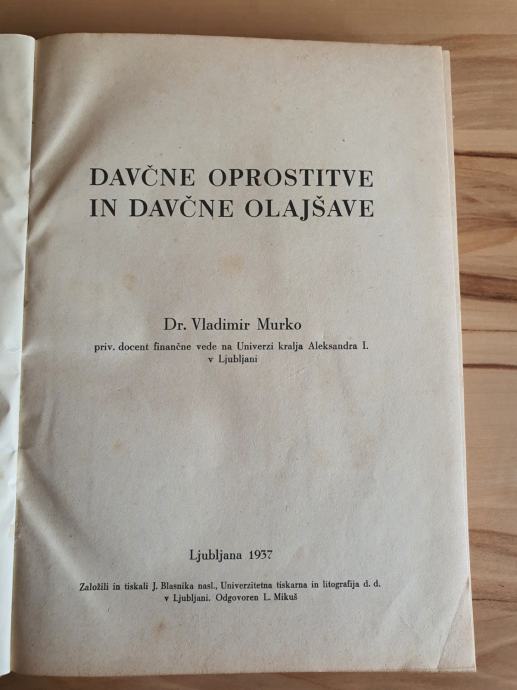 DAVČNE OPROSTITVE
IN DAVČNE OLAJŠAVE
Dr. Vladimir Murko
priv. docent finančne vede na Univerzi kralja Aleksandra I.
v Ljubljani
Ljubljana 1937
Založili in tiskali J. Blasnika nasl., Univerzitetna tiskarna in litografija d. d.
v Ljubljani. Odgovoren L. Mikuš